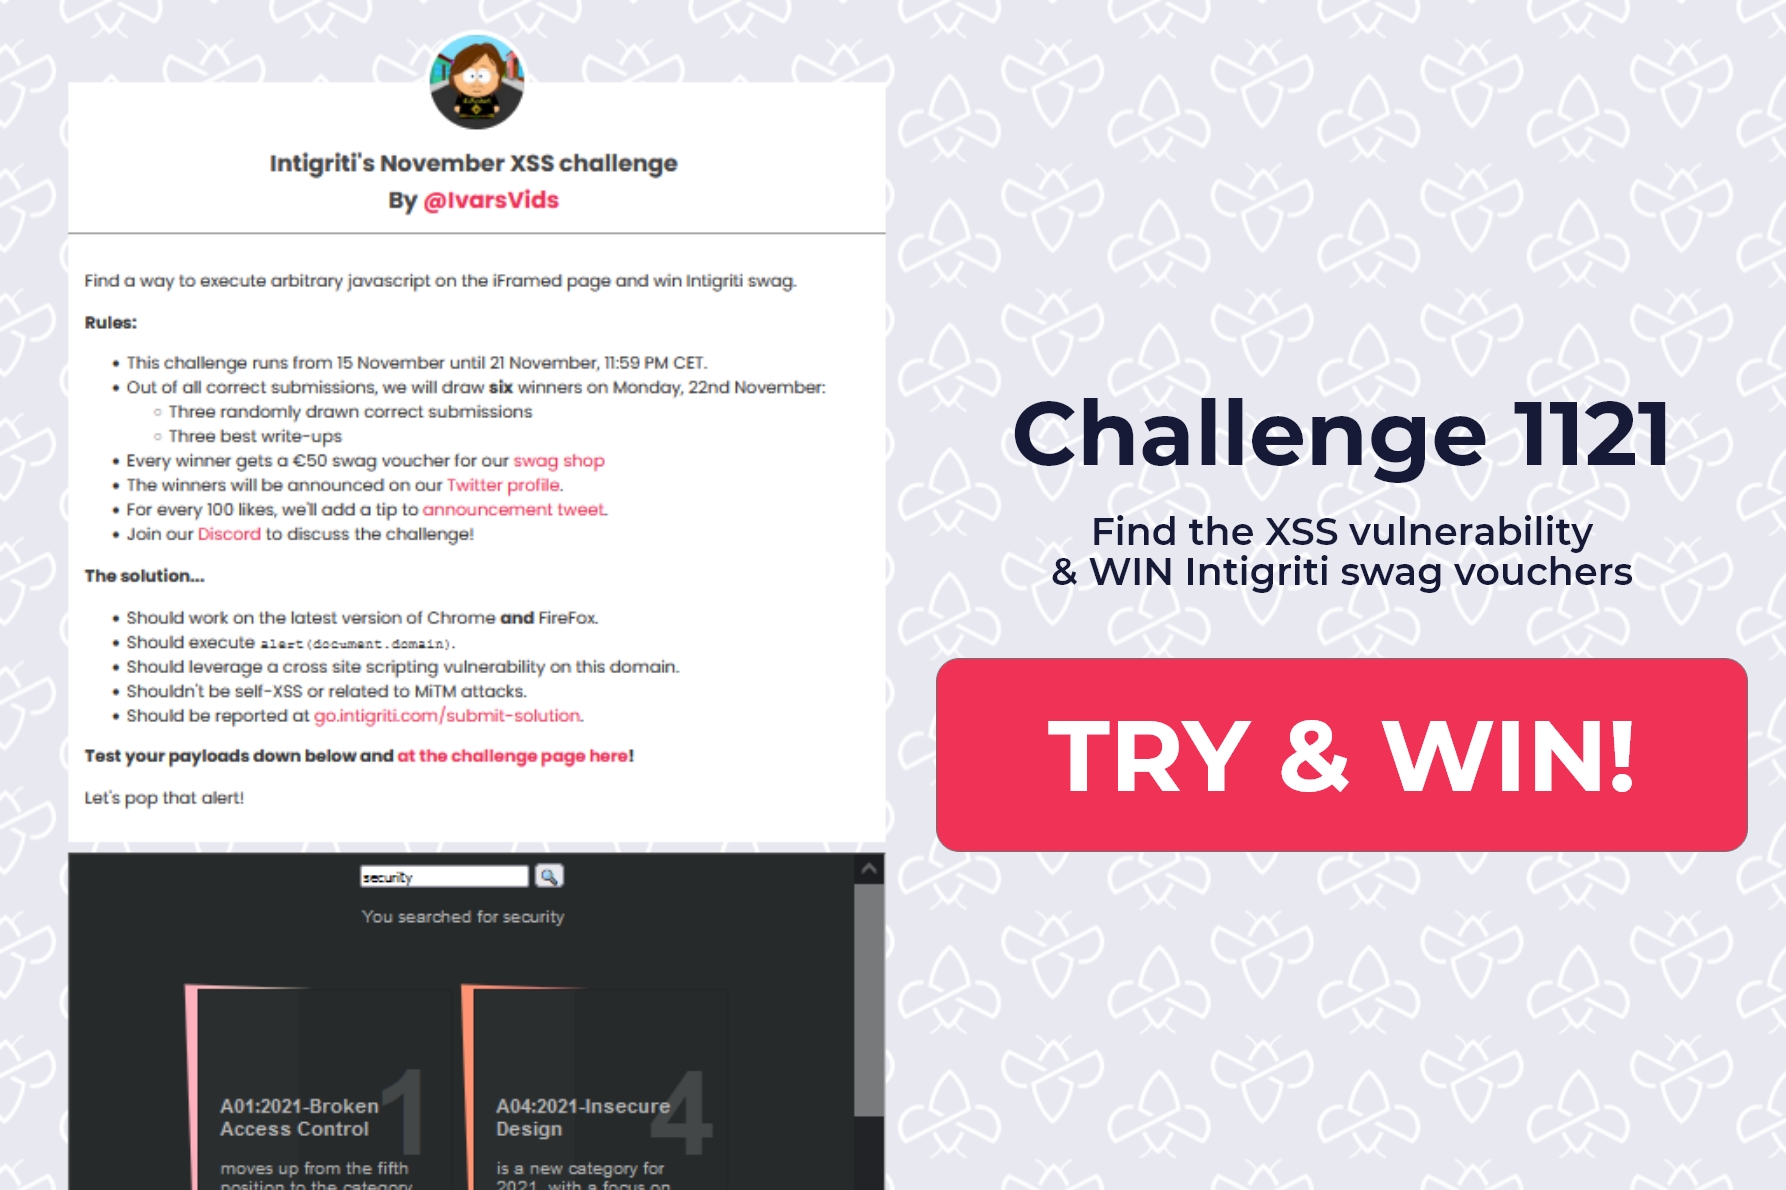 Intigriti's November XSS challenge
By @IvarsVids
Find a way to execute arbitrary javascript on the iFramed page and win Intigriti swag.
Rules:
• This challenge runs from 15 November until 21 November, 11:59 PM CET.
• Out of all correct submissions, we will draw six winners on Monday, 22nd November:
○ Three randomly drawn correct submissions
○ Three best write-ups
• Every winner gets a €50 swag voucher for our swag shop
• The winners will be announced on our Twitter profile.
• For every 100 likes, we'll add a tip to announcement tweet.
• Join our Discord to discuss the challenge!
The solution...
• Should work on the latest version of Chrome and FireFox.
• Should execute alert(document.domain).
• Should leverage a cross site scripting vulnerability on this domain.
• Shouldn't be self-XSS or related to MiTM attacks.
• Should be reported at go.intigriti.com/submit-solution.
Test your payloads down below and at the challenge page here!
Let's pop that alert!
security
You searched for security
1
A01:2021-Broken
Access Control
moves up from the fifth
position to the category
4
A04:2021-Insecure
Design
is a new category for
2021, with a focus on
Challenge 1121
Find the XSS vulnerability
& WIN Intigriti swag vouchers
TRY & WIN!